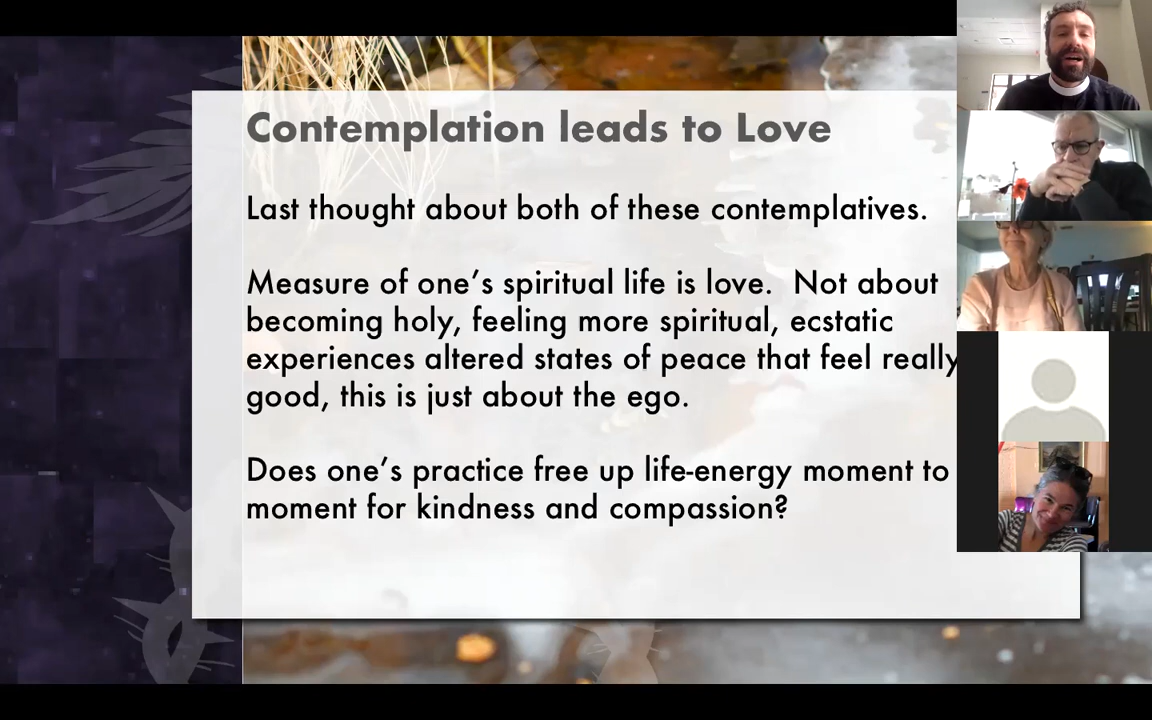 Contemplation leads to Love
Last thought about both of these contemplatives.
Measure of one’s spiritual life is love.  Not about
becoming holy, feeling more spiritual, ecstatic
experiences altered states of peace that feel really
good, this is just about the ego.
Does one’s practice free up life-energy moment to
moment for kindness and compassion?